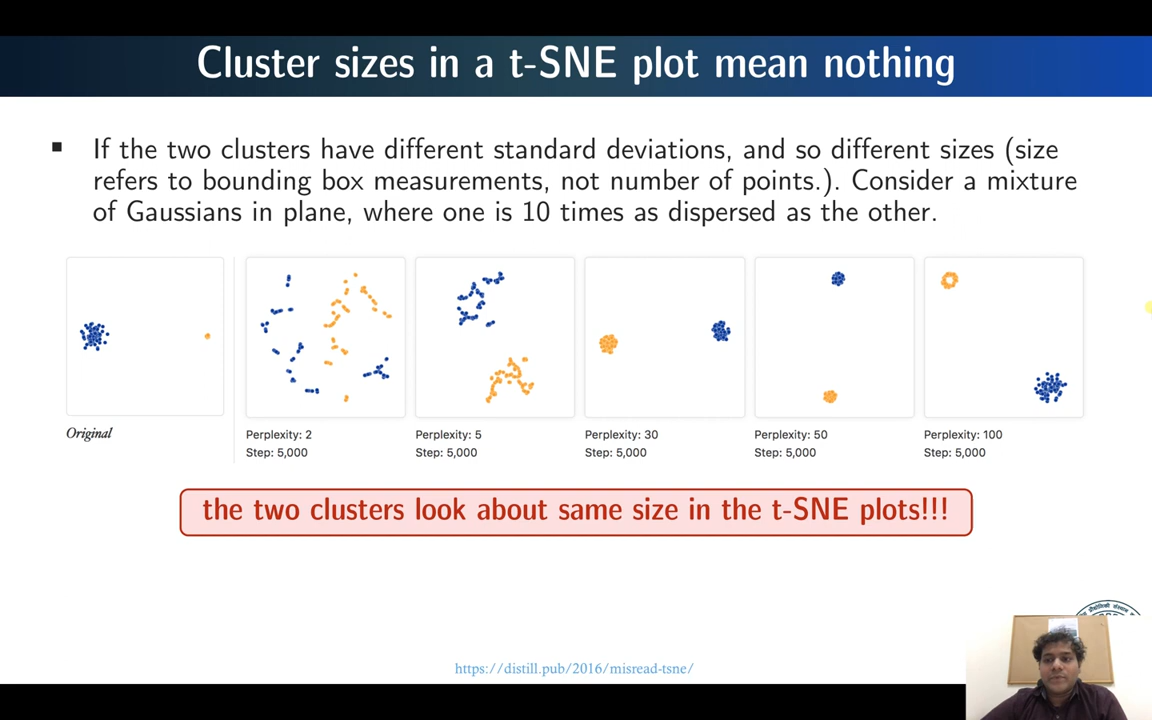 Cluster sizes in a t-SNE plot mean nothing
If the two clusters have different standard deviations, and so different sizes (size
refers to bounding box measurements, not number of points.). Consider a mixture
of Gaussians in plane, where one is 10 times as dispersed as the other.
Original
Perplexity: 2
Step: 5,000
Perplexity: 5
Step: 5,000
Perplexity: 30
Step: 5,000
Perplexity: 50
Step: 5,000
Perplexity: 100
Step: 5,000
the two clusters look about same size in the t-SNE plots!!!
https://distill.pub/2016/misread-tsne/